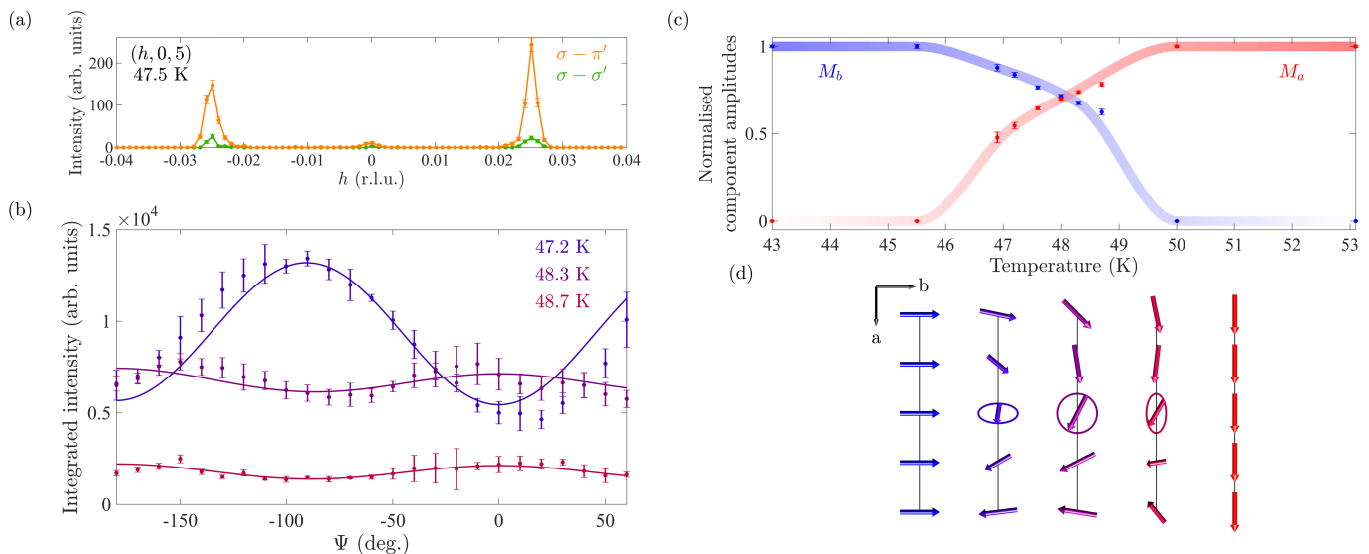 (a)
Intensity (arb. units)
200
100
0
(h, 0, 5)
47.5 K
σ − π′
σ − σ′
-0.04 -0.03 -0.02 -0.01 0 0.01 0.02 0.03 0.04
h (r.l.u.)
(b)
×10⁴
Integrated intensity (arb. units)
1.5
1
0.5
0
47.2 K
48.3 K
48.7 K
-150 -100 -50 0 50
Ψ (deg.)
(c)
Normalised
component amplitudes
1
0.5
0
M_b
M_a
43 44 45 46 47 48 49 50 51 52 53
Temperature (K)
(d)
b
a